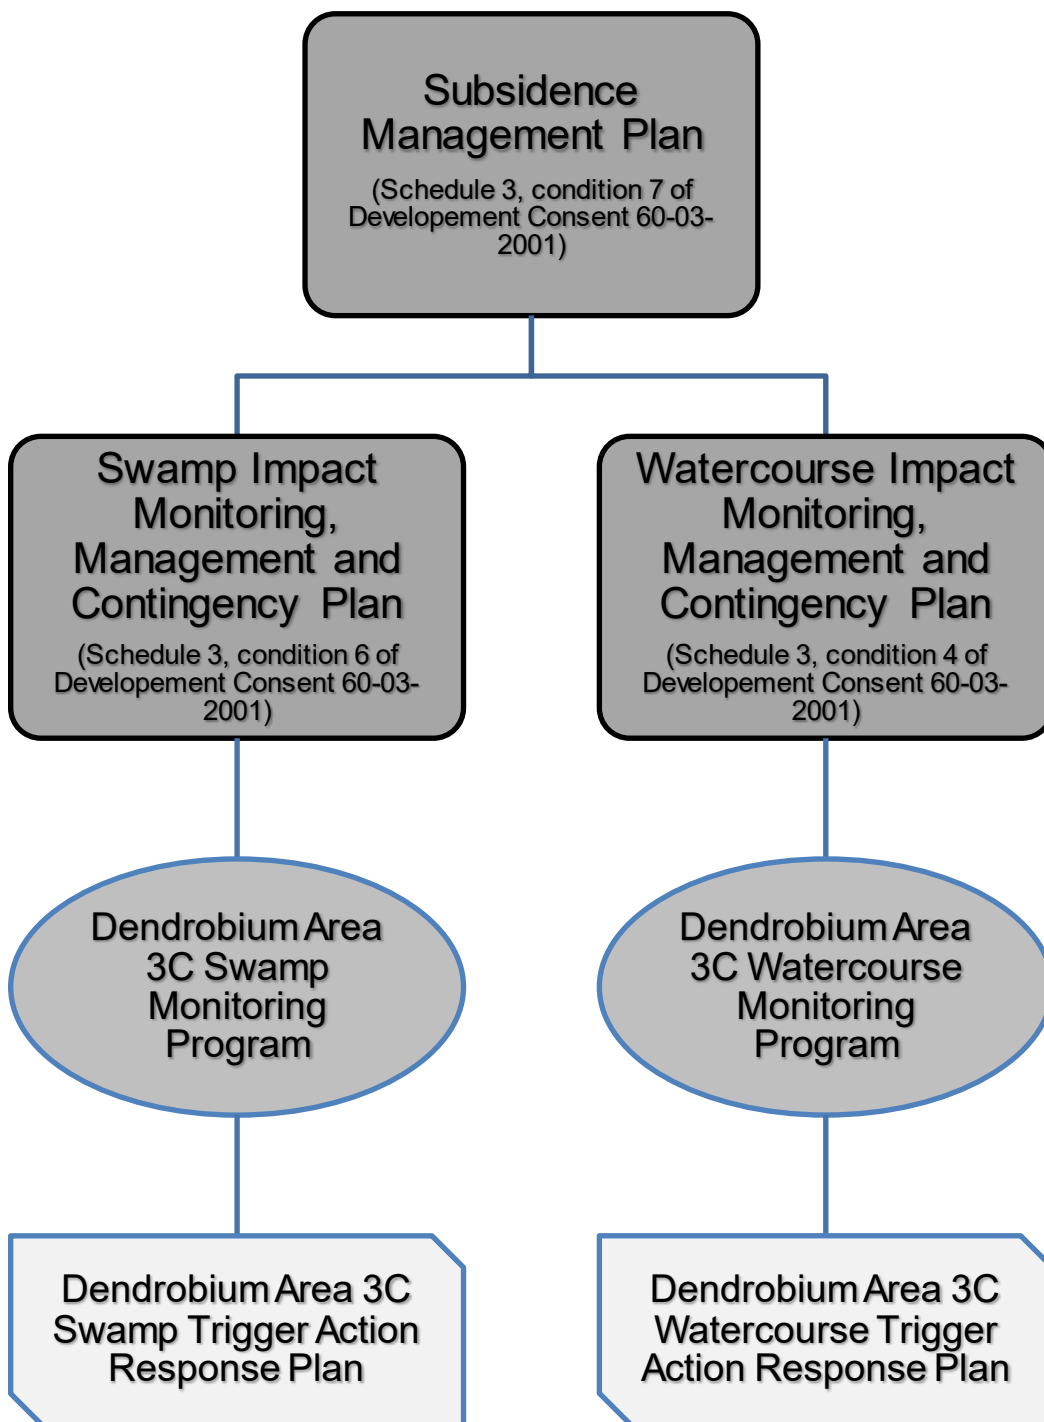 Subsidence
Management Plan
(Schedule 3, condition 7 of
Developement Consent 60-03-
2001)
Swamp Impact
Monitoring,
Management and
Contingency Plan
(Schedule 3, condition 6 of
Developement Consent 60-03-
2001)
Watercourse Impact
Monitoring,
Management and
Contingency Plan
(Schedule 3, condition 4 of
Developement Consent 60-03-
2001)
Dendrobium Area
3C Swamp
Monitoring
Program
Dendrobium Area
3C Watercourse
Monitoring
Program
Dendrobium Area 3C
Swamp Trigger Action
Response Plan
Dendrobium Area 3C
Watercourse Trigger
Action Response Plan